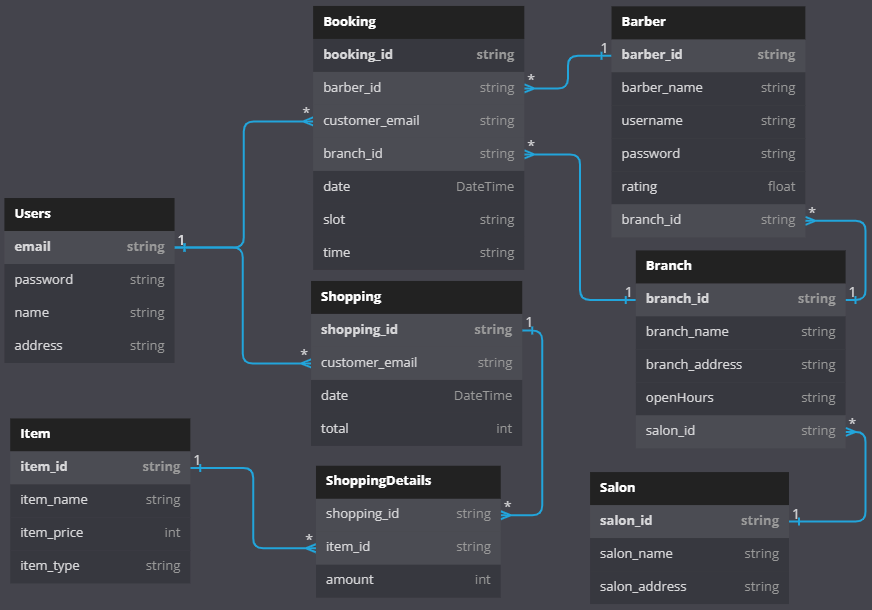 Booking
booking_id string
barber_id string
customer_email string
branch_id string
date DateTime
slot string
time string
Barber
barber_id string
barber_name string
username string
password string
rating float
branch_id string
Users
email string
password string
name string
address string
Shopping
shopping_id string
customer_email string
date DateTime
total int
Branch
branch_id string
branch_name string
branch_address string
openHours string
salon_id string
Item
item_id string
item_name string
item_price int
item_type string
ShoppingDetails
shopping_id string
item_id string
amount int
Salon
salon_id string
salon_name string
salon_address string
1
*
*
1
*
1
*
1
*
1
*
1
*
1
*
1